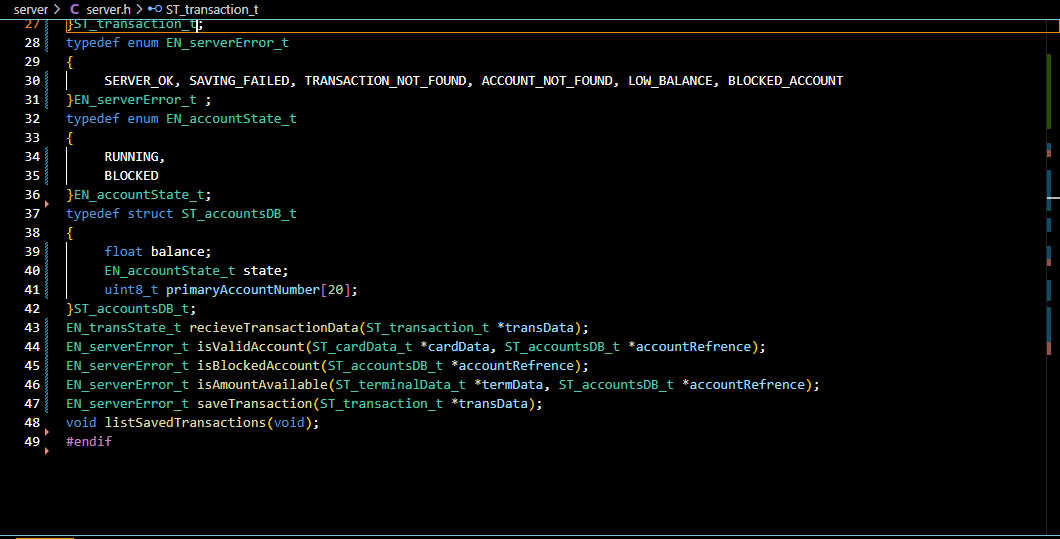 server > C server.h > ST_transaction_t
27 }ST_transaction_t;
28 typedef enum EN_serverError_t
29 {
30 SERVER_OK, SAVING_FAILED, TRANSACTION_NOT_FOUND, ACCOUNT_NOT_FOUND, LOW_BALANCE, BLOCKED_ACCOUNT
31 }EN_serverError_t ;
32 typedef enum EN_accountState_t
33 {
34 RUNNING,
35 BLOCKED
36 }EN_accountState_t;
37 typedef struct ST_accountsDB_t
38 {
39 float balance;
40 EN_accountState_t state;
41 uint8_t primaryAccountNumber[20];
42 }ST_accountsDB_t;
43 EN_transState_t recieveTransactionData(ST_transaction_t *transData);
44 EN_serverError_t isValidAccount(ST_cardData_t *cardData, ST_accountsDB_t *accountRefrence);
45 EN_serverError_t isBlockedAccount(ST_accountsDB_t *accountRefrence);
46 EN_serverError_t isAmountAvailable(ST_terminalData_t *termData, ST_accountsDB_t *accountRefrence);
47 EN_serverError_t saveTransaction(ST_transaction_t *transData);
48 void listSavedTransactions(void);
49 #endif